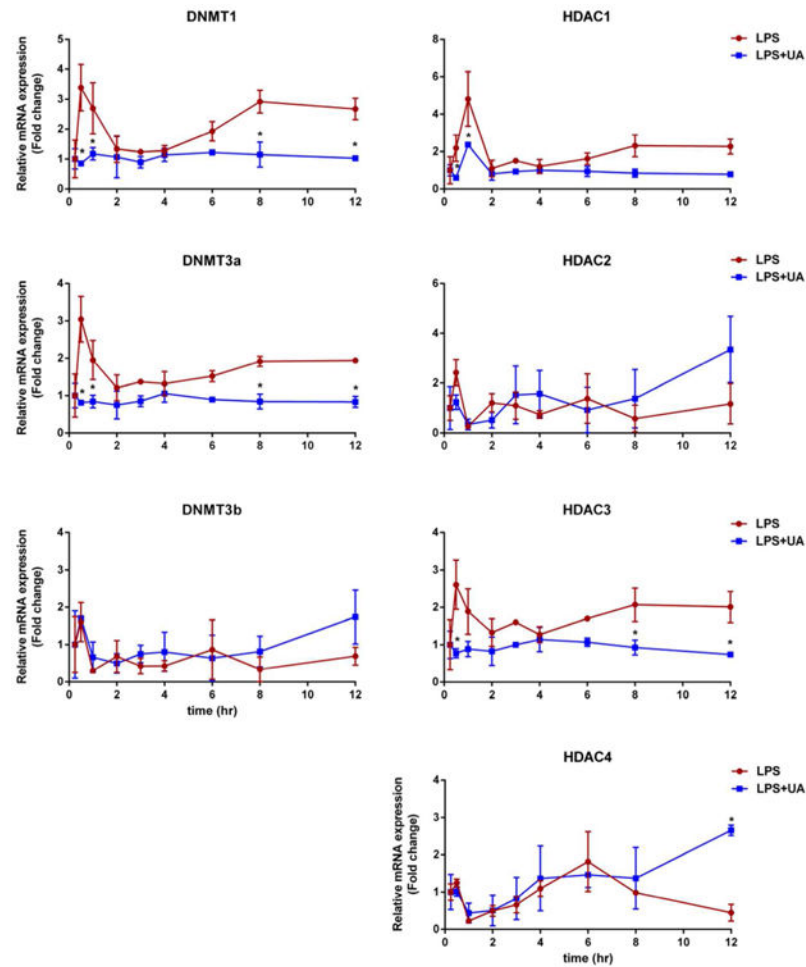 DNMT1
Relative mRNA expression
(Fold change)
5
4
3
2
1
0
0 2 4 6 8 10 12
* * * *
HDAC1
LPS
LPS+UA
8
6
4
2
0
0 2 4 6 8 10 12
* *
DNMT3a
Relative mRNA expression
(Fold change)
4
3
2
1
0
0 2 4 6 8 10 12
* * * *
HDAC2
LPS
LPS+UA
6
4
2
0
0 2 4 6 8 10 12
DNMT3b
Relative mRNA expression
(Fold change)
4
3
2
1
0
0 2 4 6 8 10 12
time (hr)
HDAC3
LPS
LPS+UA
4
3
2
1
0
0 2 4 6 8 10 12
* * *
HDAC4
LPS
LPS+UA
Relative mRNA expression
(Fold change)
4
3
2
1
0
0 2 4 6 8 10 12
*
time (hr)